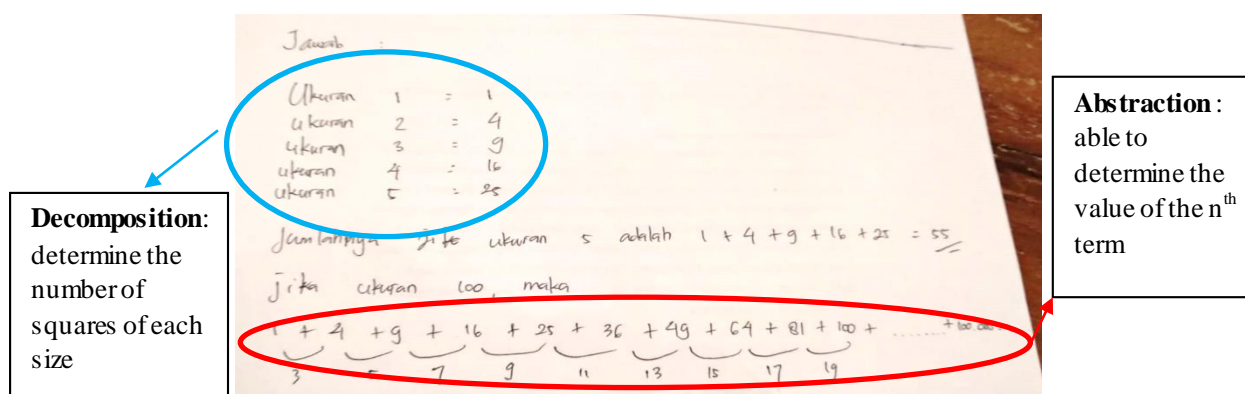 Jawab :
Ukuran 1 = 1
ukuran 2 = 4
ukuran 3 = 9
ukuran 4 = 16
ukuran 5 = 25
Jumlahnya jika ukuran 5 adalah 1 + 4 + 9 + 16 + 25 = 55
jika ukuran 100, maka
1 + 4 + 9 + 16 + 25 + 36 + 49 + 64 + 81 + 100 + ........
3 5 7 9 11 13 15 17 19
Decomposition:
determine the
number of
squares of each
size
Abstraction :
able to
determine the
value of the nth
term